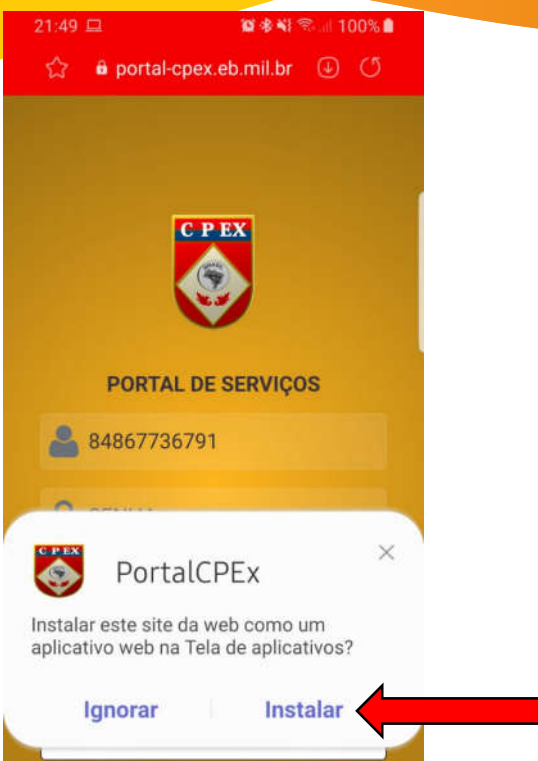 21:49 100%
portal-cpex.eb.mil.br
C P EX
PORTAL DE SERVIÇOS
84867736791
C P EX
PortalCPEx
Instalar este site da web como um
aplicativo web na Tela de aplicativos?
Ignorar Instalar